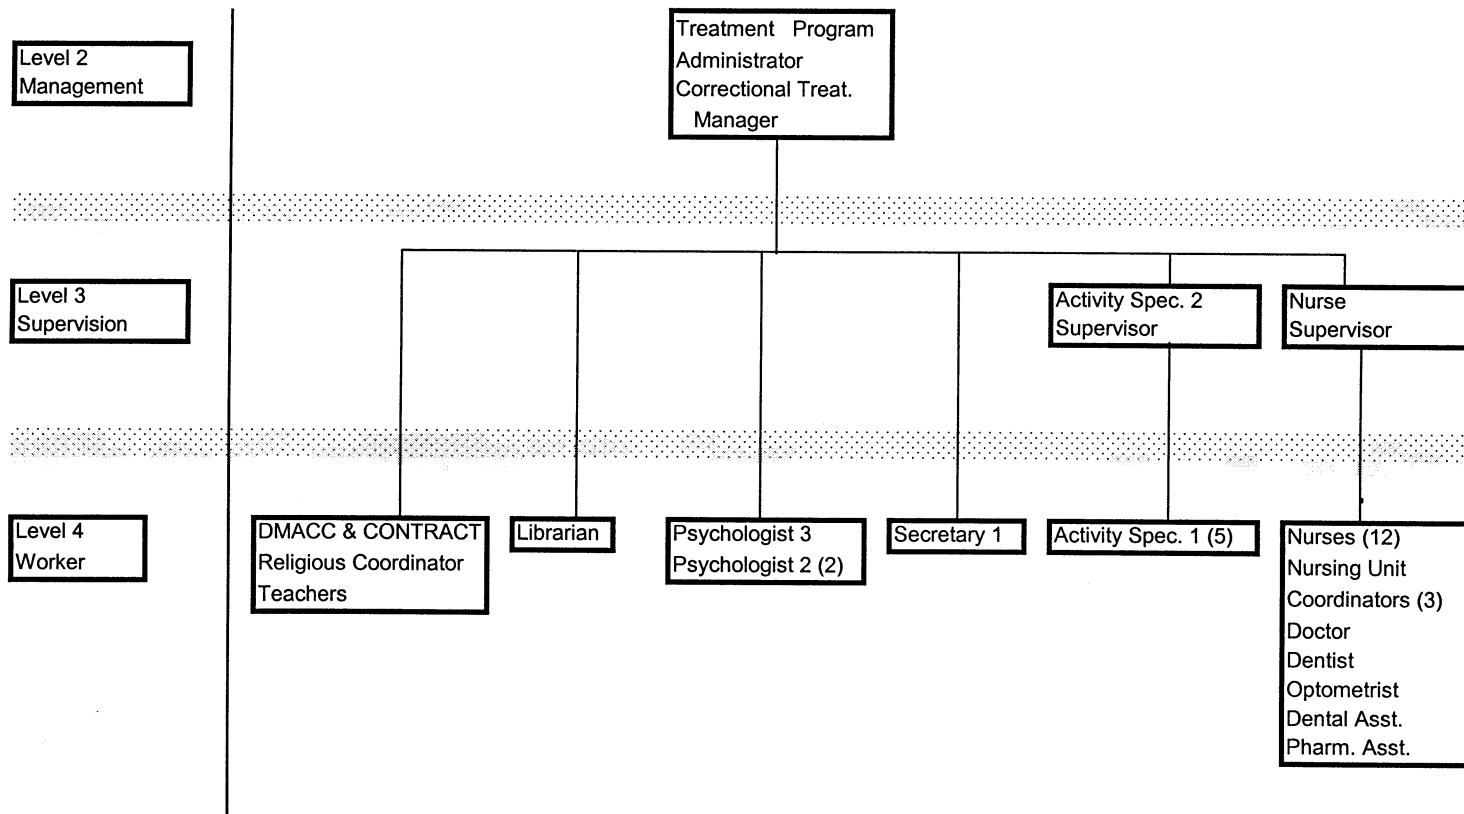 Level 2
Management
Treatment Program
Administrator
Correctional Treat.
Manager
Level 3
Supervision
Activity Spec. 2
Supervisor
Nurse
Supervisor
Level 4
Worker
DMACC & CONTRACT
Religious Coordinator
Teachers
Librarian
Psychologist 3
Psychologist 2 (2)
Secretary 1
Activity Spec. 1 (5)
Nurses (12)
Nursing Unit
Coordinators (3)
Doctor
Dentist
Optometrist
Dental Asst.
Pharm. Asst.